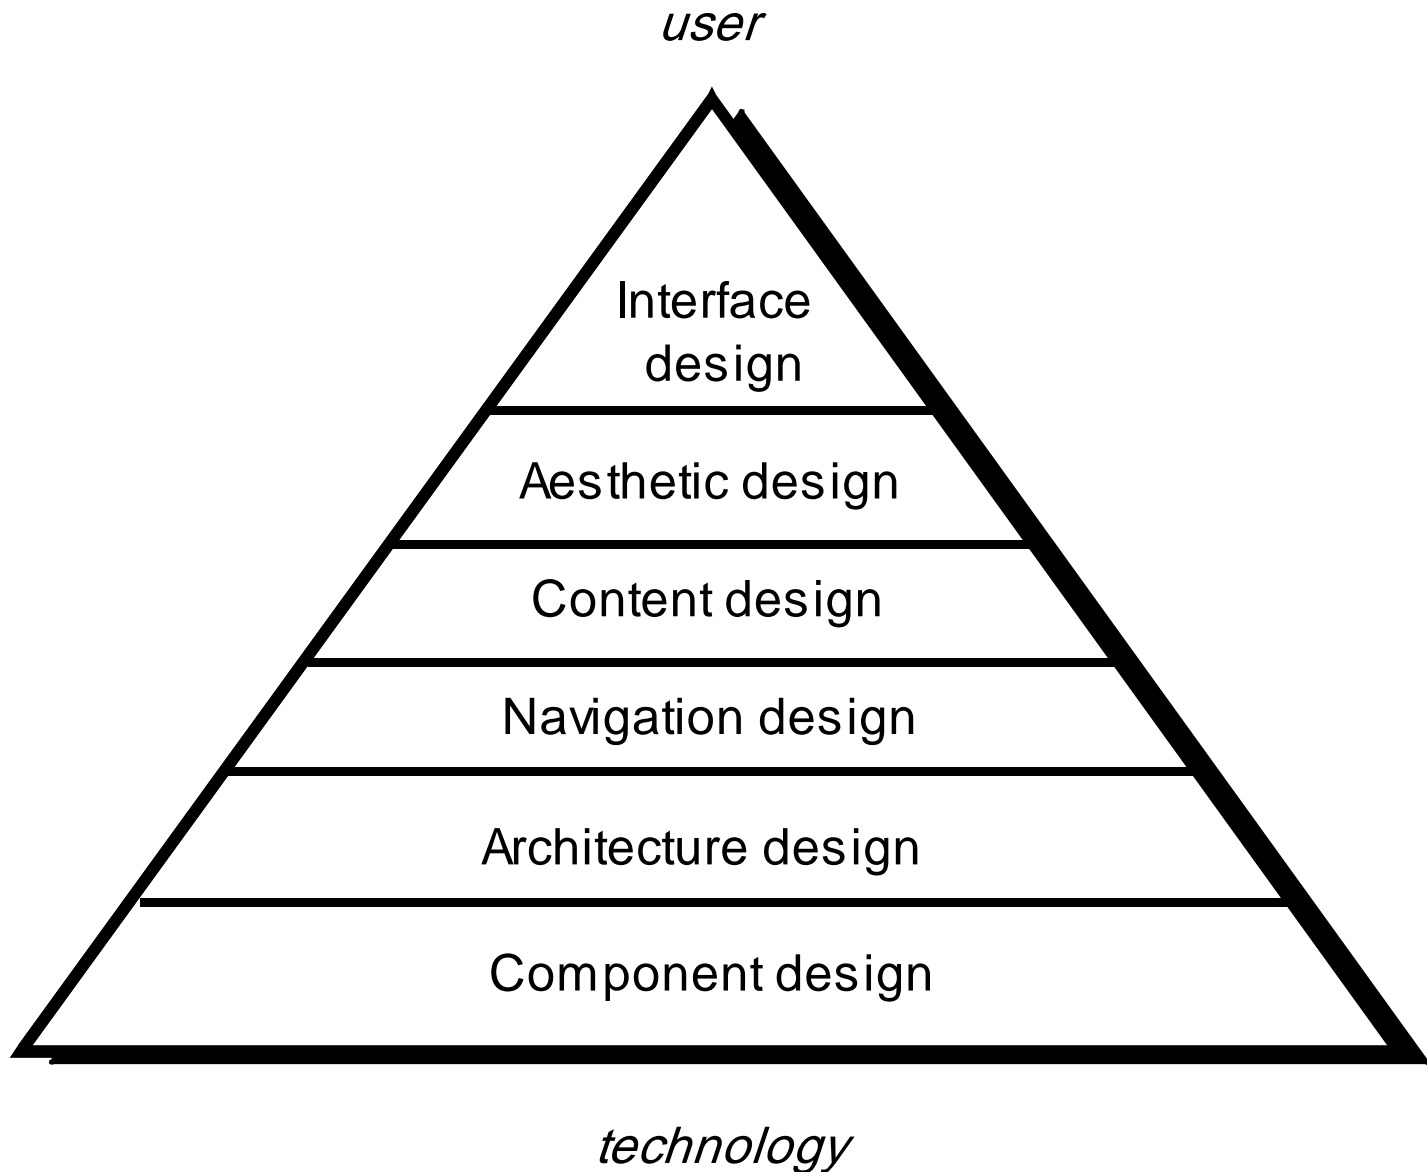 user
Interface
design
Aesthetic design
Content design
Navigation design
Architecture design
Component design
technology